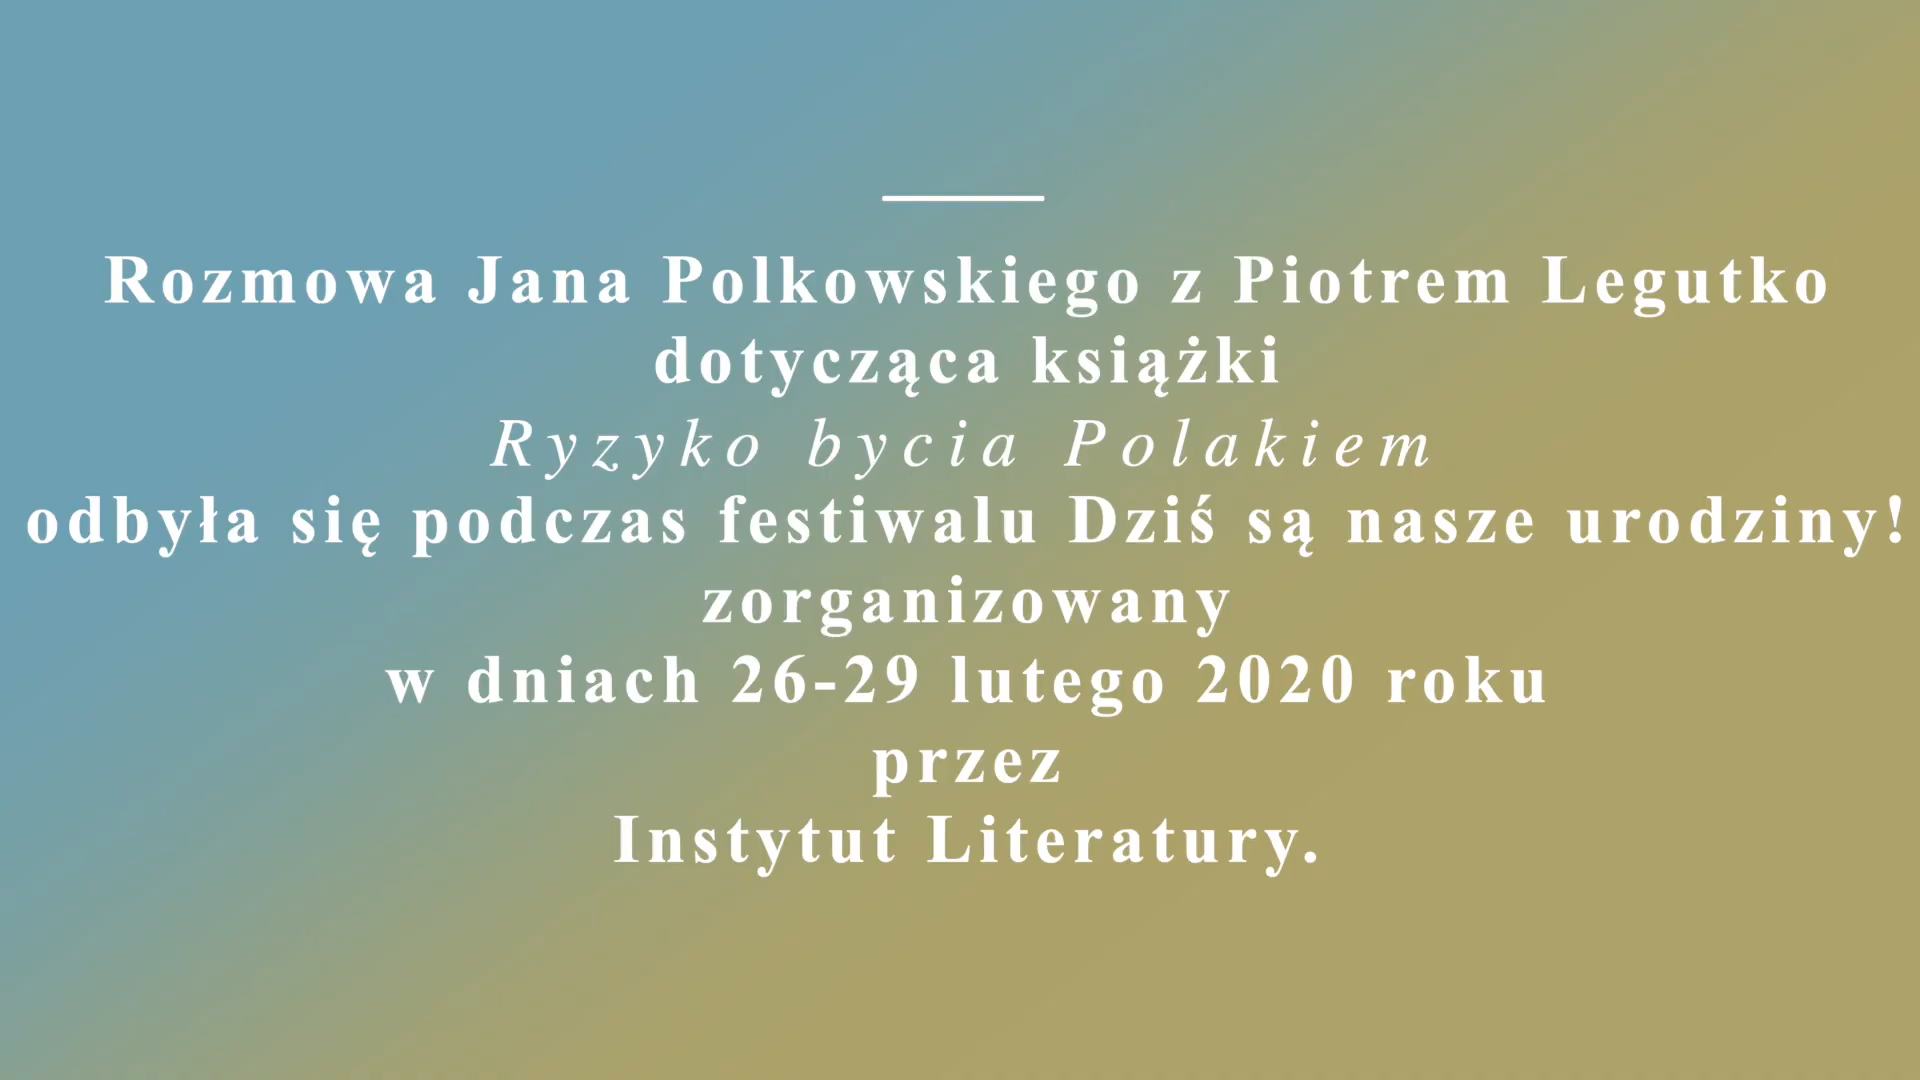 Rozmowa Jana Polkowskiego z Piotrem Legutko
dotycząca książki
Ryzyko bycia Polakiem
odbyła się podczas festiwalu Dziś są nasze urodziny!
zorganizowany
w dniach 26-29 lutego 2020 roku
przez
Instytut Literatury.